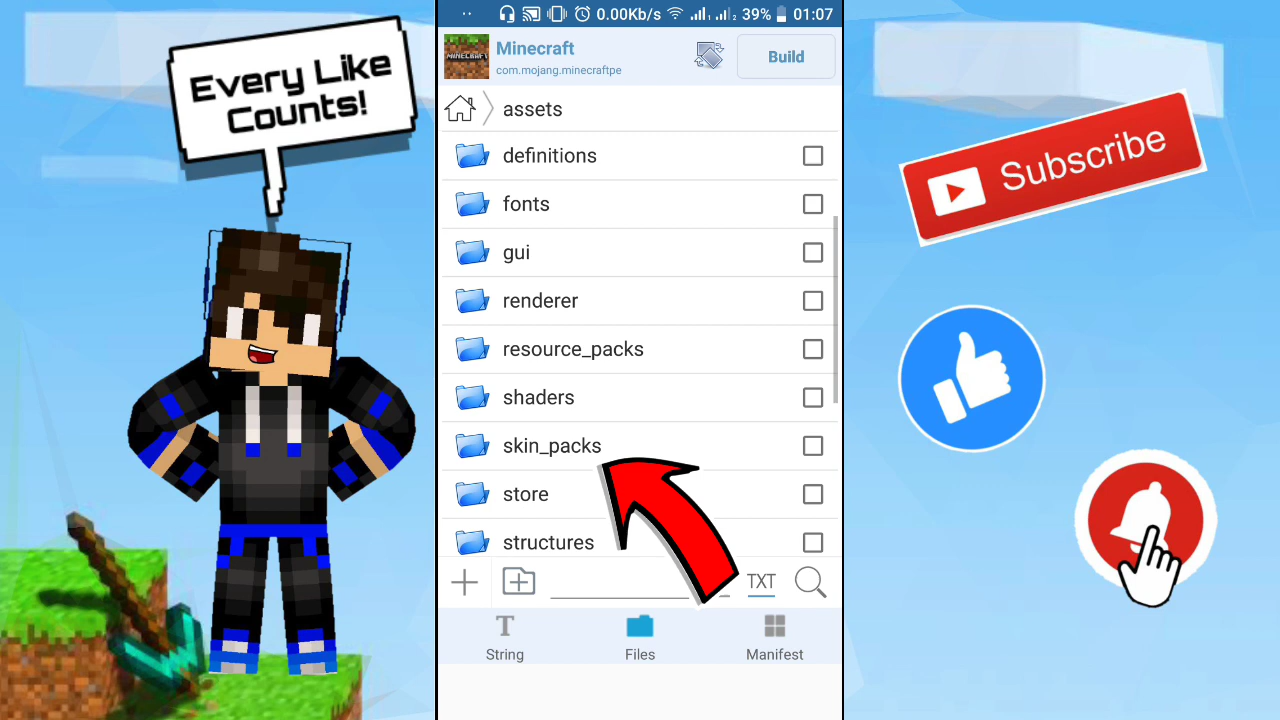 Every Like
Counts!
0.00Kb/s
39%
01:07
MINECRAFT
Minecraft
com.mojang.minecraftpe
Build
assets
definitions
fonts
gui
renderer
resource_packs
shaders
skin_packs
store
structures
TXT
String
Files
Manifest
Subscribe